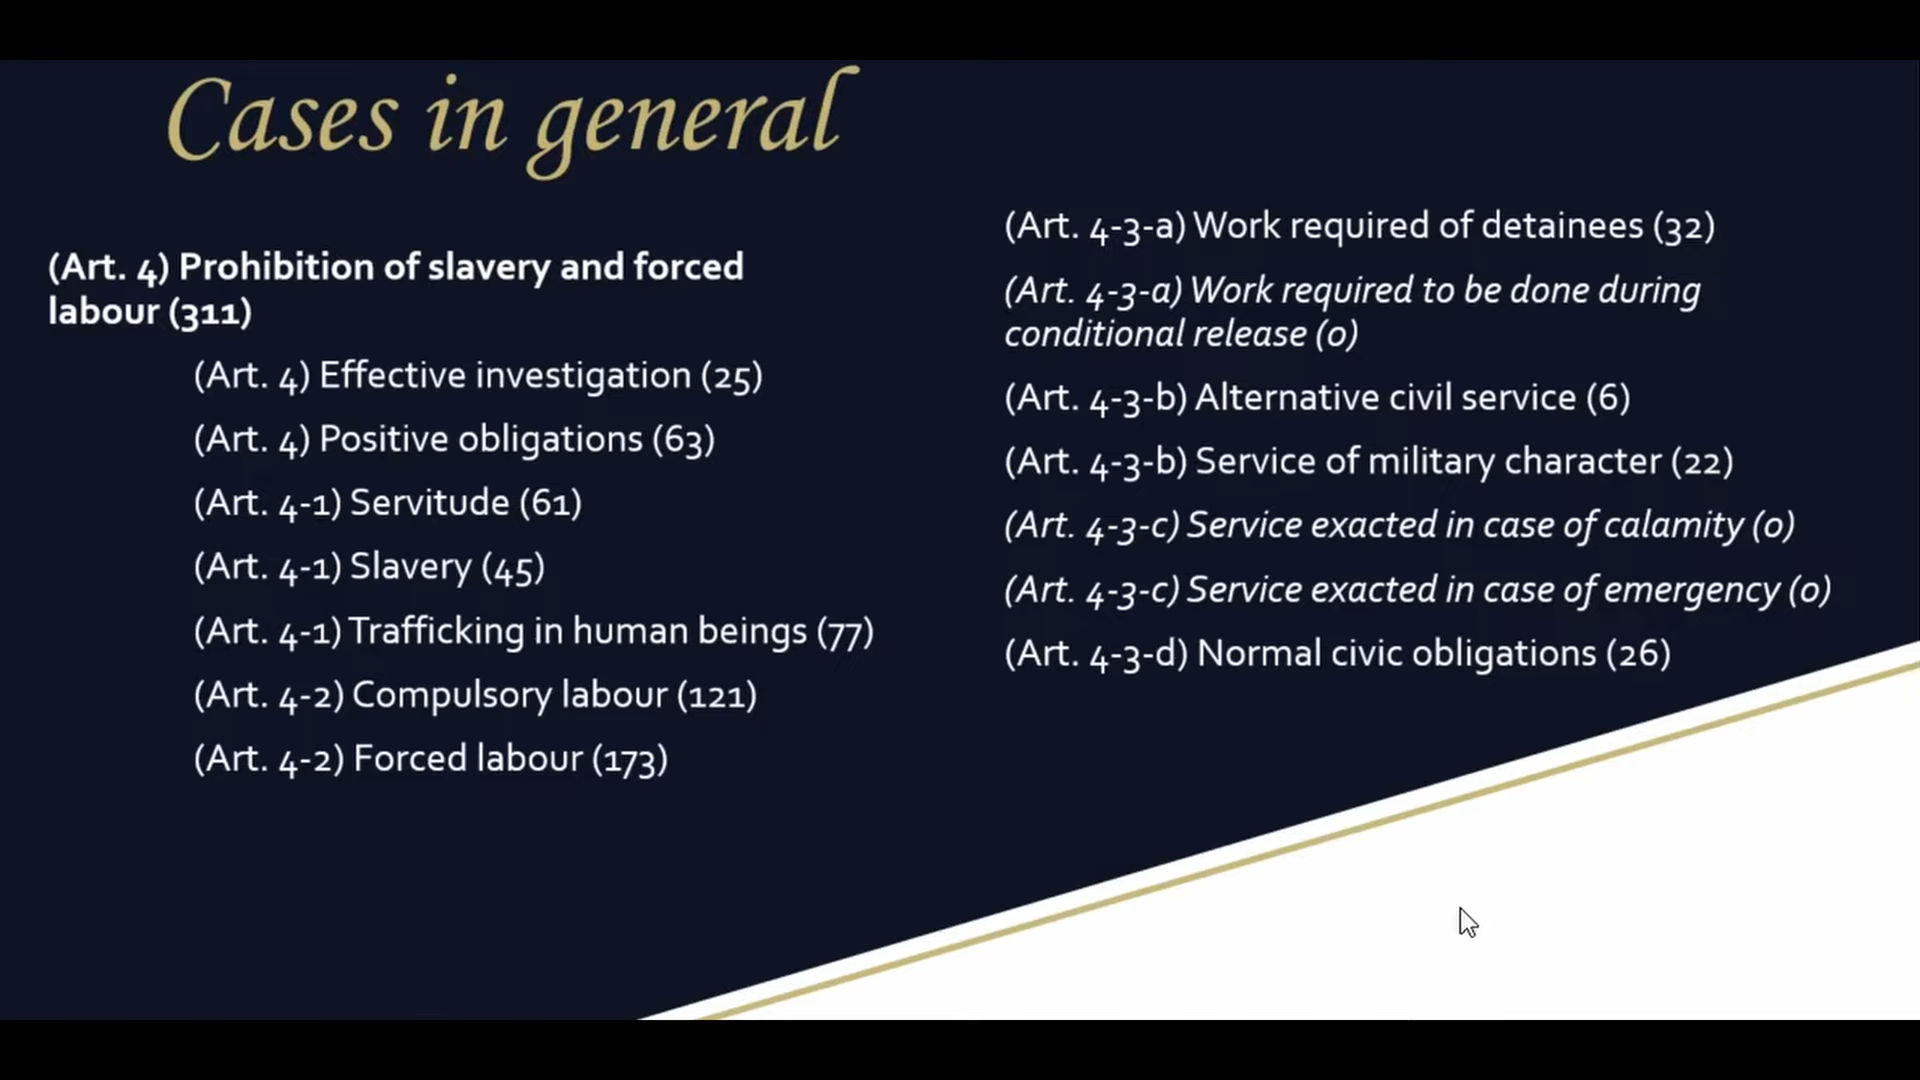 Cases in general
(Art. 4) Prohibition of slavery and forced
labour (311)
(Art. 4) Effective investigation (25)
(Art. 4) Positive obligations (63)
(Art. 4-1) Servitude (61)
(Art. 4-1) Slavery (45)
(Art. 4-1) Trafficking in human beings (77)
(Art. 4-2) Compulsory labour (121)
(Art. 4-2) Forced labour (173)
(Art. 4-3-a) Work required of detainees (32)
(Art. 4-3-a) Work required to be done during
conditional release (0)
(Art. 4-3-b) Alternative civil service (6)
(Art. 4-3-b) Service of military character (22)
(Art. 4-3-c) Service exacted in case of calamity (0)
(Art. 4-3-c) Service exacted in case of emergency (0)
(Art. 4-3-d) Normal civic obligations (26)